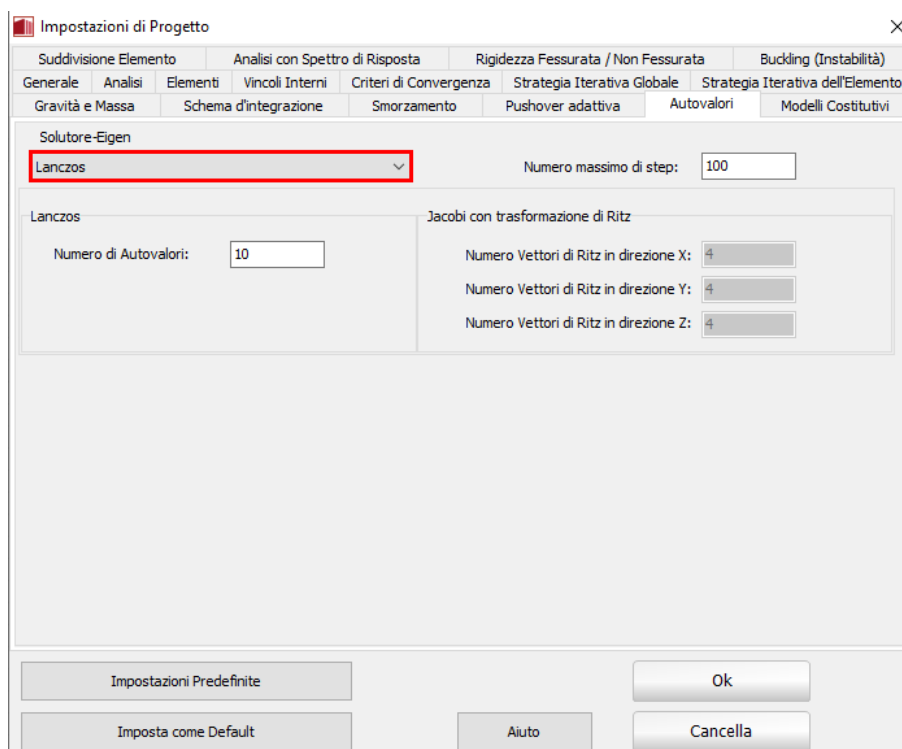 Impostazioni di Progetto
Suddivisione Elemento Analisi con Spettro di Risposta Rigidezza Fessurata / Non Fessurata Buckling (Instabilità)
Generale Analisi Elementi Vincoli Interni Criteri di Convergenza Strategia Iterativa Globale Strategia Iterativa dell'Elemento
Gravità e Massa Schema d'integrazione Smorzamento Pushover adattiva Autovalori Modelli Costitutivi
Solutore-Eigen
Lanczos Numero massimo di step: 100
Lanczos Jacobi con trasformazione di Ritz
Numero di Autovalori: 10 Numero Vettori di Ritz in direzione X: 4
Numero Vettori di Ritz in direzione Y: 4
Numero Vettori di Ritz in direzione Z: 4
Impostazioni Predefinite Ok
Imposta come Default Aiuto Cancella